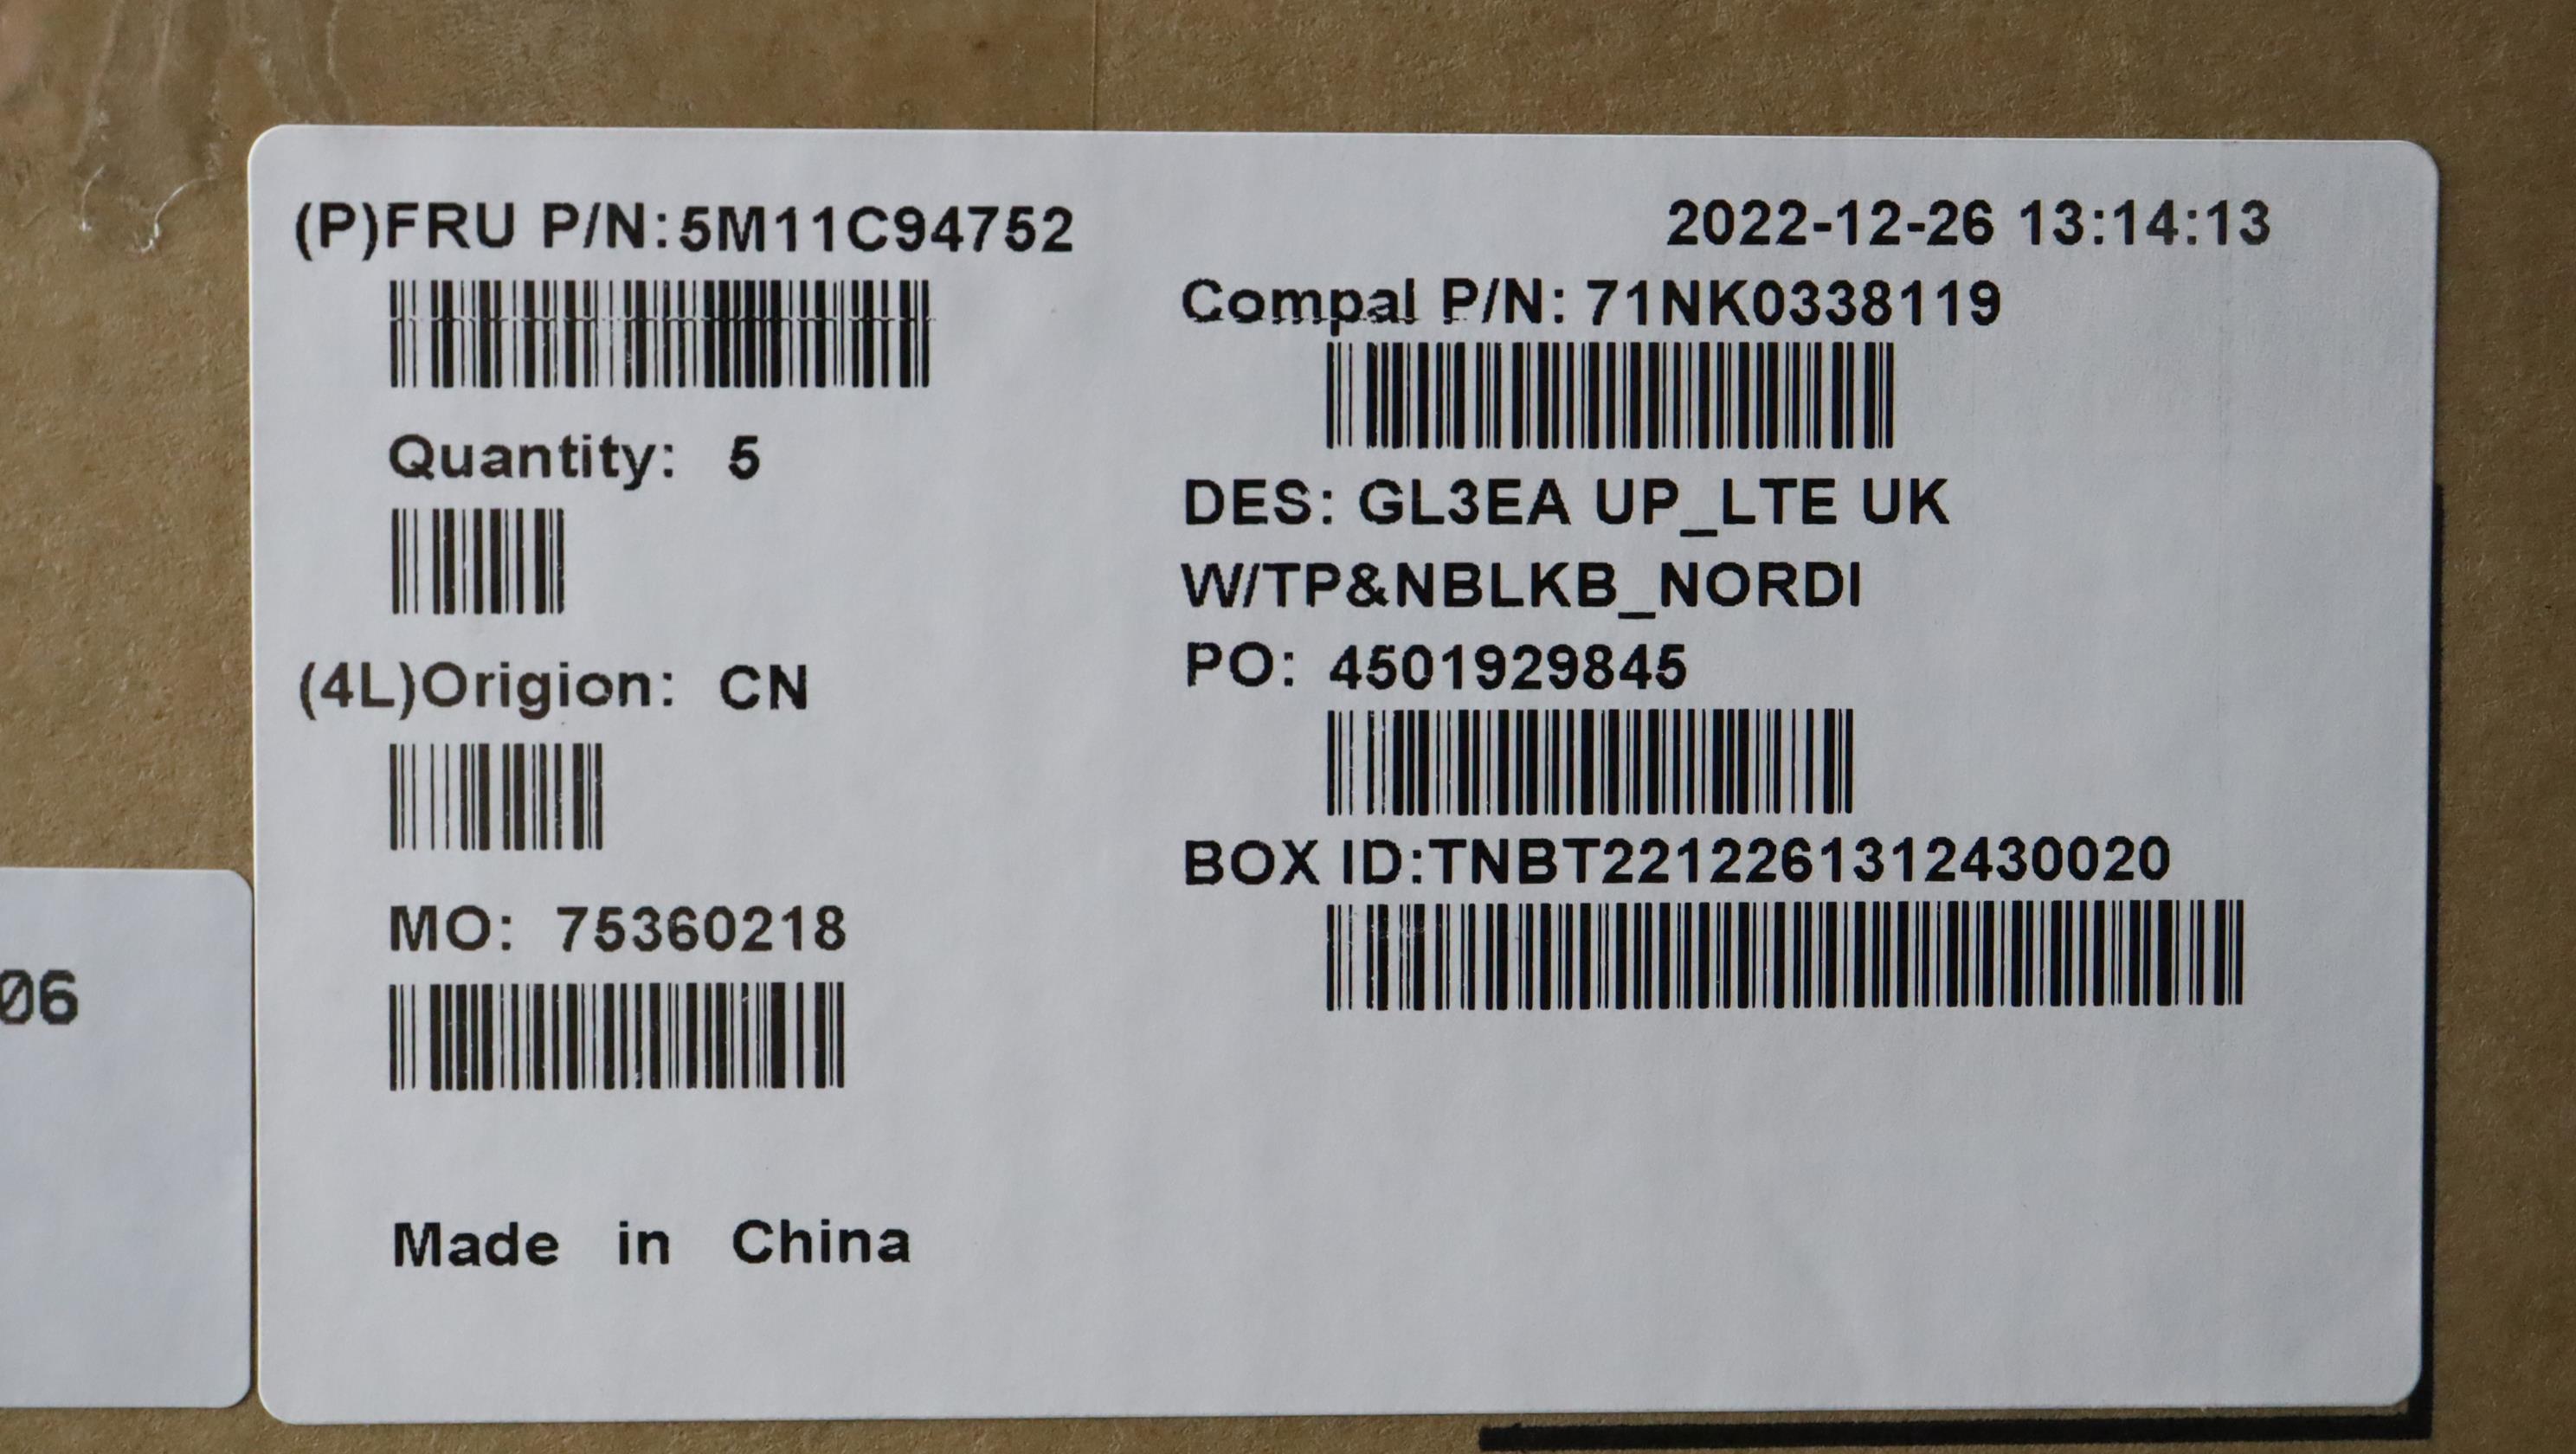 (P)FRU P/N:5M11C94752
Quantity: 5
(4L)Origion: CN
MO: 75360218
Made in China
2022-12-26 13:14:13
Compal P/N: 71NK0338119
DES: GL3EA UP_LTE UK
W/TP&NBLKB_NORDI
PO: 4501929845
BOX ID:TNBT2212261312430020
06